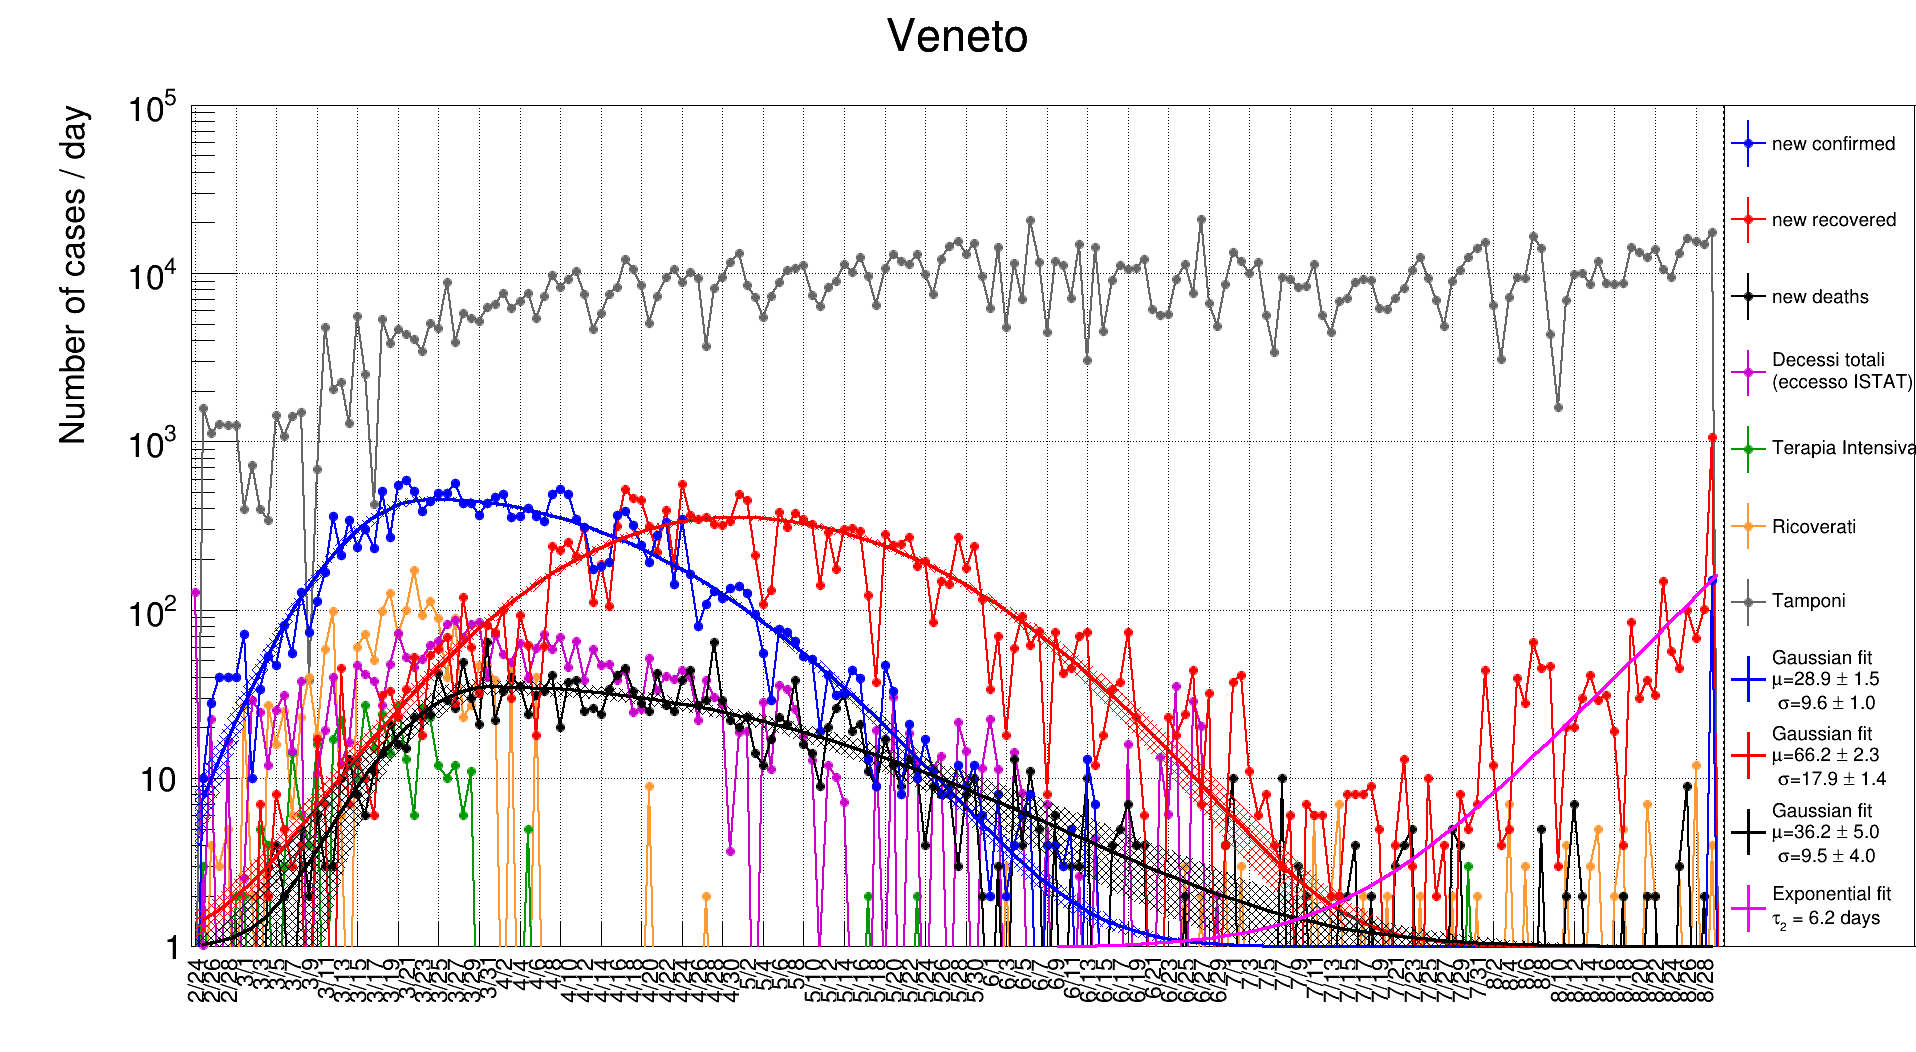 Veneto
Number of cases / day
10^5
10^4
10^3
10^2
10
1
2/24 2/26 2/28 3/1 3/3 3/5 3/7 3/9 3/11 3/13 3/15 3/17 3/19 3/21 3/23 3/25 3/27 3/29 3/31 4/2 4/4 4/6 4/8 4/10 4/12 4/14 4/16 4/18 4/20 4/22 4/24 4/26 4/28 4/30 5/2 5/4 5/6 5/8 5/10 5/12 5/14 5/16 5/18 5/20 5/22 5/24 5/26 5/28 5/30 6/1 6/3 6/5 6/7 6/9 6/11 6/13 6/15 6/17 6/19 6/21 6/23 6/25 6/27 6/29 7/1 7/3 7/5 7/7 7/9 7/11 7/13 7/15 7/17 7/19 7/21 7/23 7/25 7/27 7/29 7/31 8/2 8/4 8/6 8/8 8/10 8/12 8/14 8/16 8/18 8/20 8/22 8/24 8/26 8/28
new confirmed
new recovered
new deaths
Decessi totali
(eccesso ISTAT)
Terapia Intensiva
Ricoverati
Tamponi
Gaussian fit
μ=28.9 ± 1.5
σ=9.6 ± 1.0
Gaussian fit
μ=66.2 ± 2.3
σ=17.9 ± 1.4
Gaussian fit
μ=36.2 ± 5.0
σ=9.5 ± 4.0
Exponential fit
τ₂ = 6.2 days